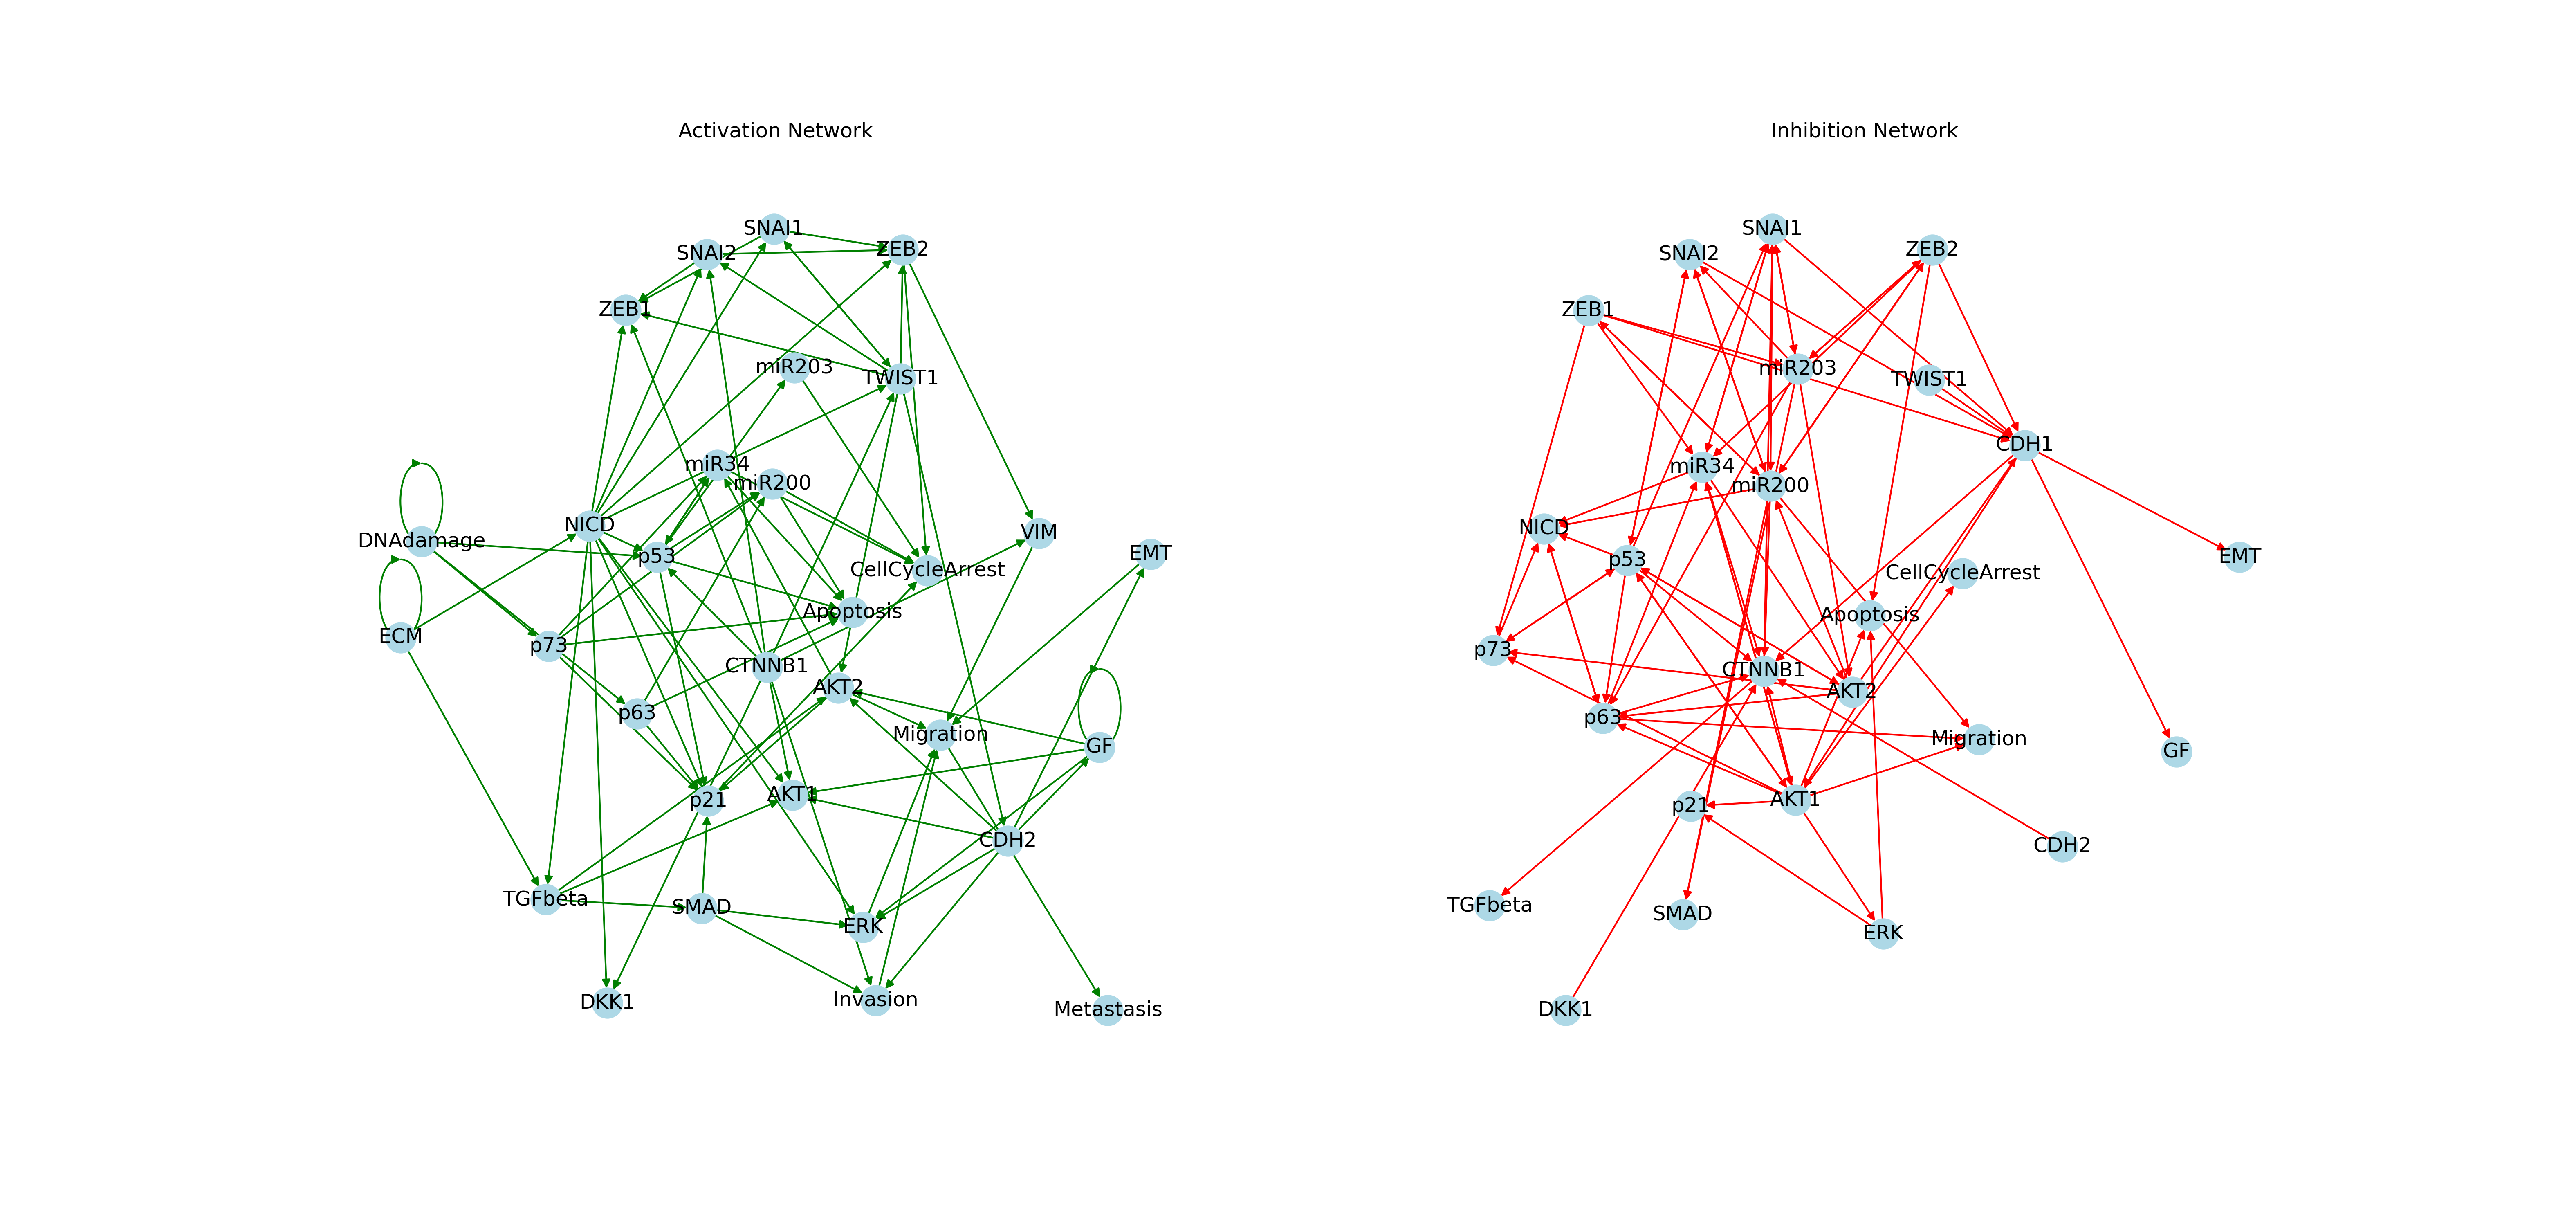 Activation Network
SNAI1
SNAI2
ZEB2
ZEB1
miR203
TWIST1
miR34
miR200
NICD
VIM
DNAdamage
EMT
p53
CellCycleArrest
Apoptosis
ECM
p73
CTNNB1
AKT2
p63
Migration
GF
AKT1
p21
CDH2
TGFbeta
SMAD
ERK
Invasion
DKK1
Metastasis
Inhibition Network
SNAI1
SNAI2
ZEB2
ZEB1
miR203
TWIST1
CDH1
miR34
miR200
NICD
EMT
p53
CellCycleArrest
Apoptosis
p73
CTNNB1
AKT2
p63
Migration
GF
AKT1
p21
CDH2
TGFbeta
SMAD
ERK
DKK1